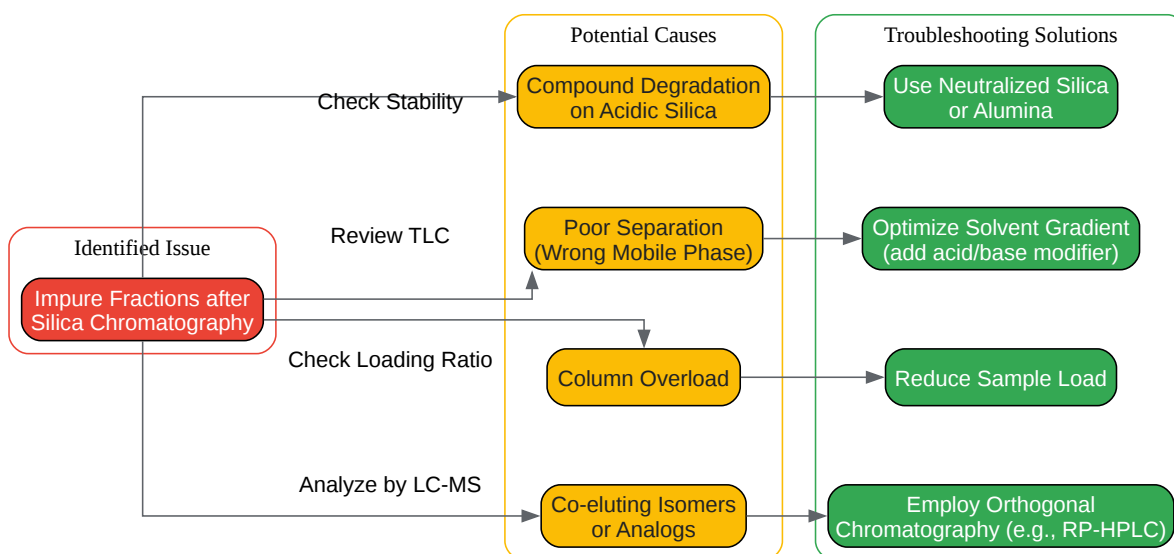 Potential Causes
Troubleshooting Solutions
Check Stability
Compound Degradation
on Acidic Silica
Use Neutralized Silica
or Alumina
Identified Issue
Impure Fractions after
Silica Chromatography
Review TLC
Poor Separation
(Wrong Mobile Phase)
Optimize Solvent Gradient
(add acid/base modifier)
Check Loading Ratio
Column Overload
Reduce Sample Load
Analyze by LC-MS
Co-eluting Isomers
or Analogs
Employ Orthogonal
Chromatography (e.g., RP-HPLC)